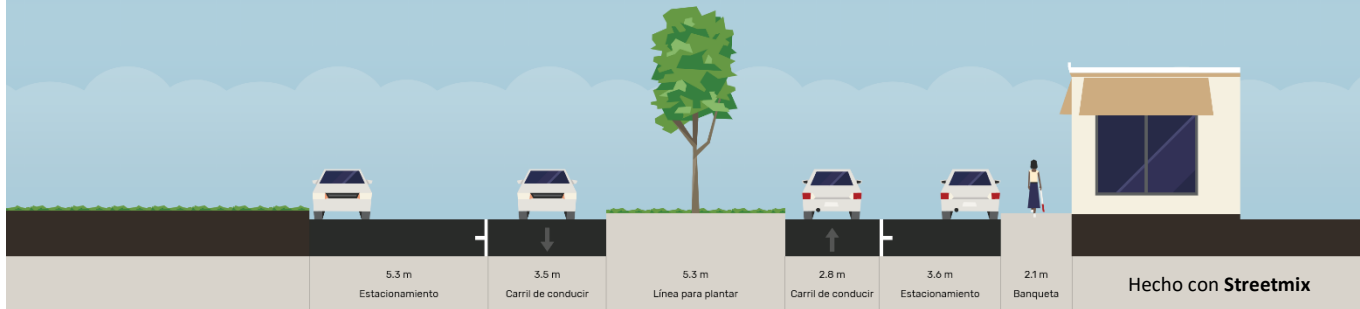 5.3 m
Estacionamiento
3.5 m
Carril de conducir
5.3 m
Línea para plantar
2.8 m
Carril de conducir
3.6 m
Estacionamiento
2.1 m
Banqueta
Hecho con Streetmix